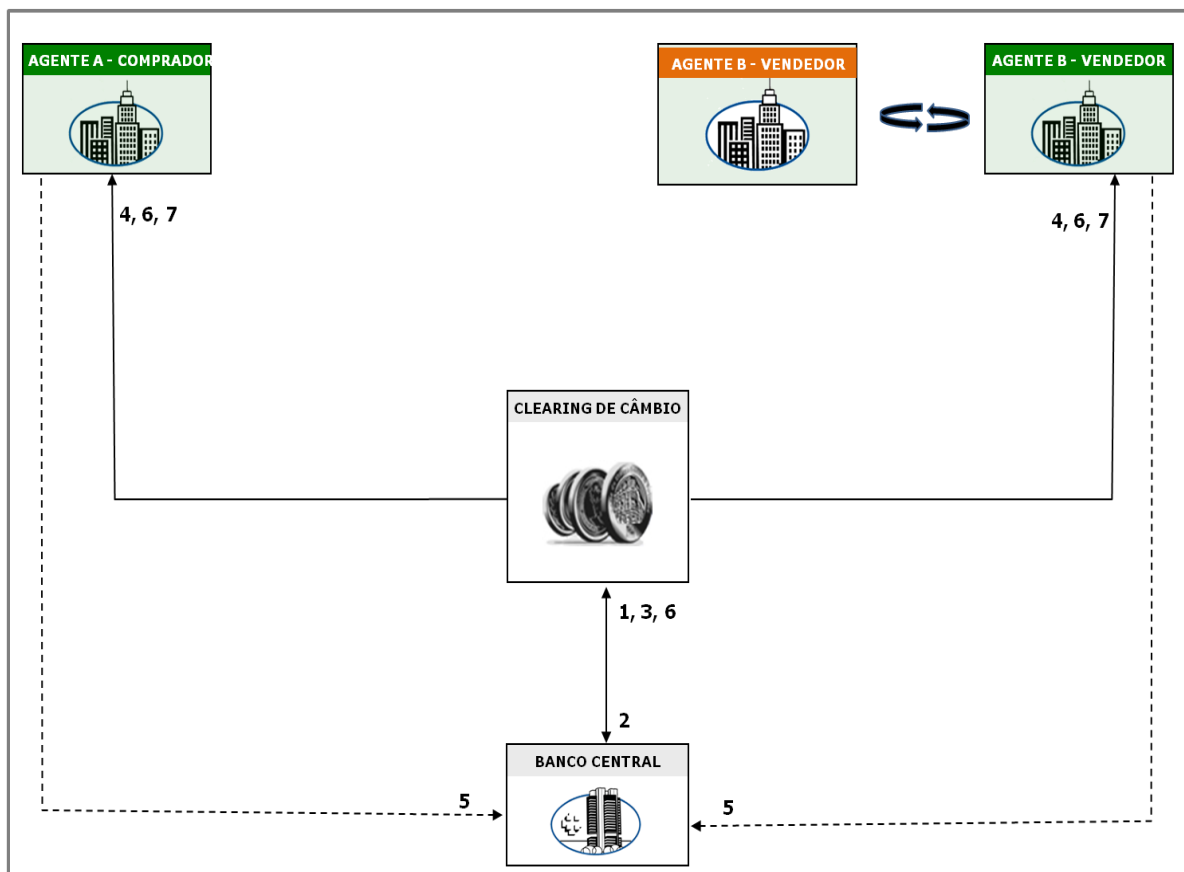 AGENTE A - COMPRADOR
AGENTE B - VENDEDOR
AGENTE B - VENDEDOR
4, 6, 7
4, 6, 7
CLEARING DE CÂMBIO
1, 3, 6
2
BANCO CENTRAL
5
5